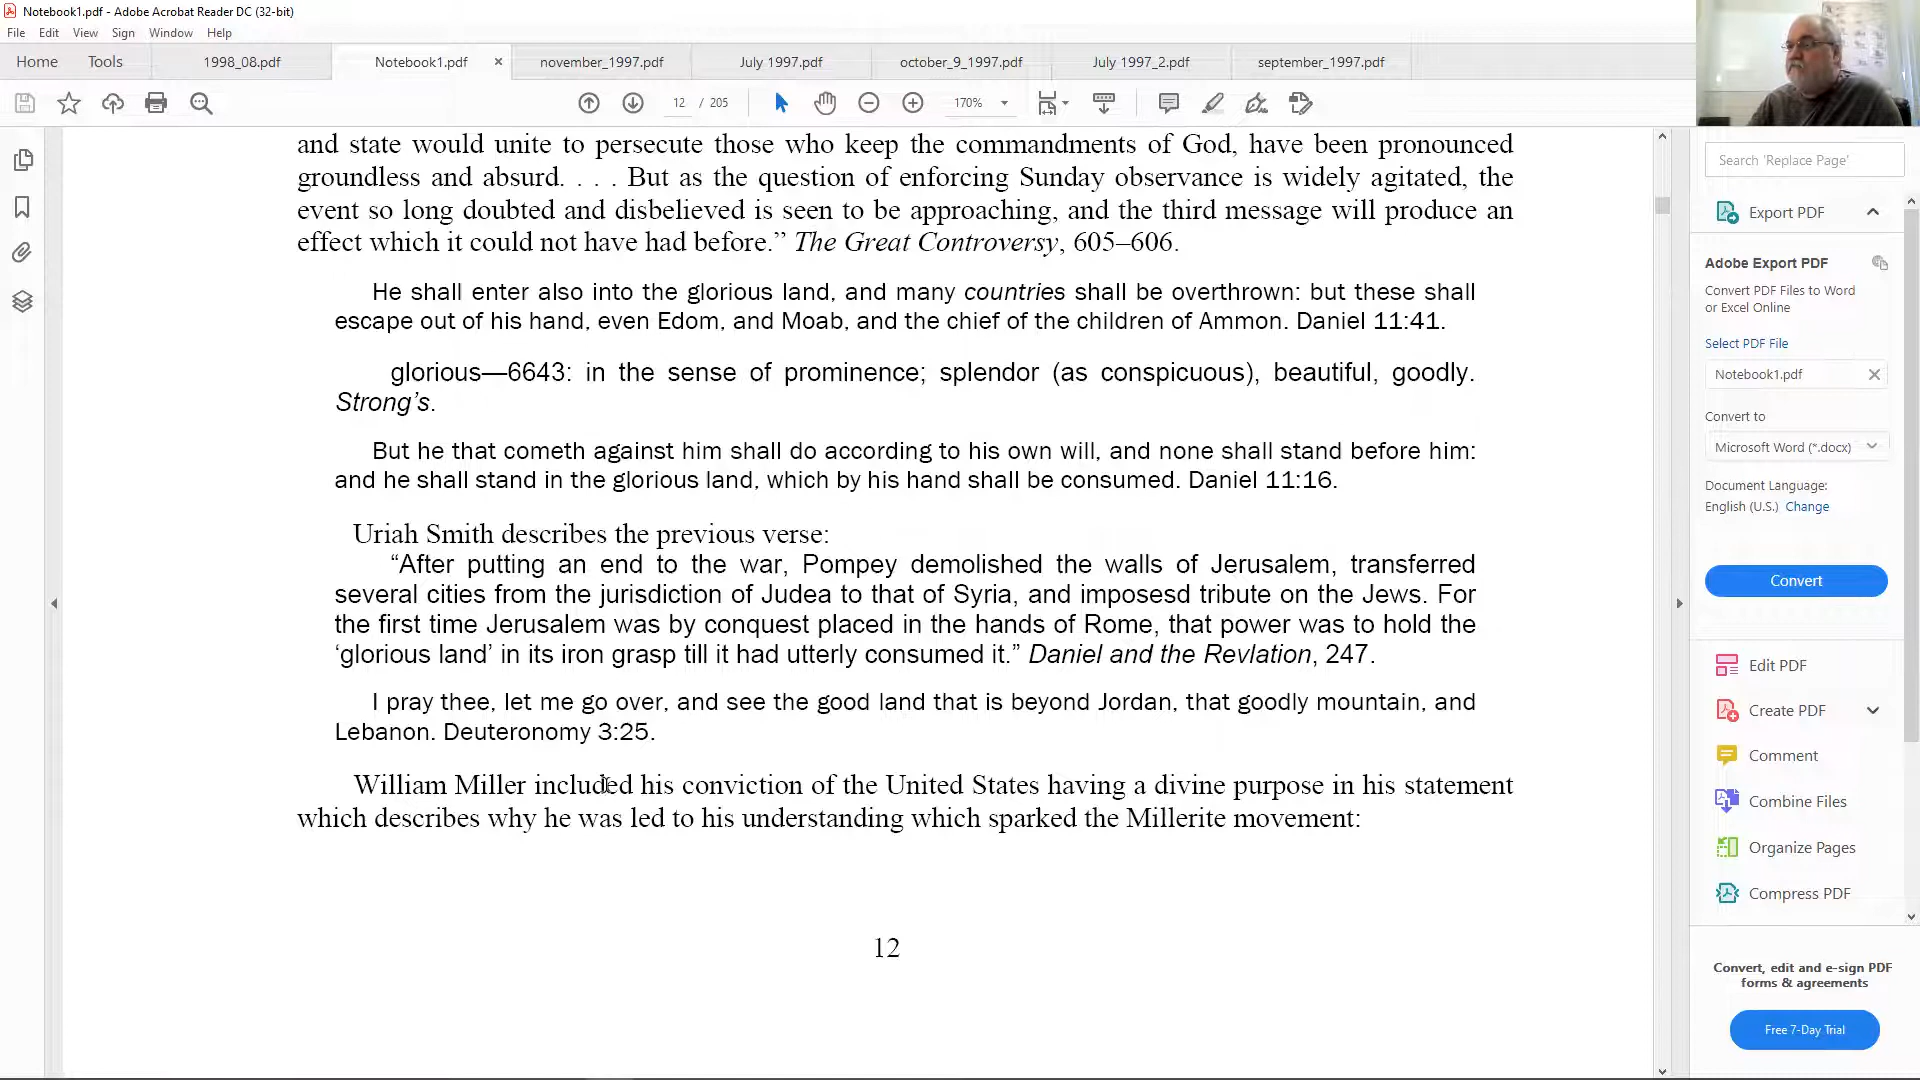 Notebook1.pdf - Adobe Acrobat Reader DC (32-bit)
File Edit View Sign Window Help
Home Tools 1998_08.pdf Notebook1.pdf × november_1997.pdf July 1997.pdf october_9_1997.pdf July 1997_2.pdf september_1997.pdf
12 / 205 170%
and state would unite to persecute those who keep the commandments of God, have been pronounced
groundless and absurd. . . . But as the question of enforcing Sunday observance is widely agitated, the
event so long doubted and disbelieved is seen to be approaching, and the third message will produce an
effect which it could not have had before.” The Great Controversy, 605–606.
He shall enter also into the glorious land, and many countries shall be overthrown: but these shall
escape out of his hand, even Edom, and Moab, and the chief of the children of Ammon. Daniel 11:41.
glorious—6643: in the sense of prominence; splendor (as conspicuous), beautiful, goodly.
Strong’s.
But he that cometh against him shall do according to his own will, and none shall stand before him:
and he shall stand in the glorious land, which by his hand shall be consumed. Daniel 11:16.
Uriah Smith describes the previous verse:
“After putting an end to the war, Pompey demolished the walls of Jerusalem, transferred
several cities from the jurisdiction of Judea to that of Syria, and imposesd tribute on the Jews. For
the first time Jerusalem was by conquest placed in the hands of Rome, that power was to hold the
‘glorious land’ in its iron grasp till it had utterly consumed it.” Daniel and the Revlation, 247.
I pray thee, let me go over, and see the good land that is beyond Jordan, that goodly mountain, and
Lebanon. Deuteronomy 3:25.
William Miller included his conviction of the United States having a divine purpose in his statement
which describes why he was led to his understanding which sparked the Millerite movement:
12
Search 'Replace Page'
Export PDF
Adobe Export PDF
Convert PDF Files to Word
or Excel Online
Select PDF File
Notebook1.pdf
Convert to
Microsoft Word (*.docx)
Document Language:
English (U.S.) Change
Convert
Edit PDF
Create PDF
Comment
Combine Files
Organize Pages
Compress PDF
Convert, edit and e-sign PDF
forms & agreements
Free 7-Day Trial